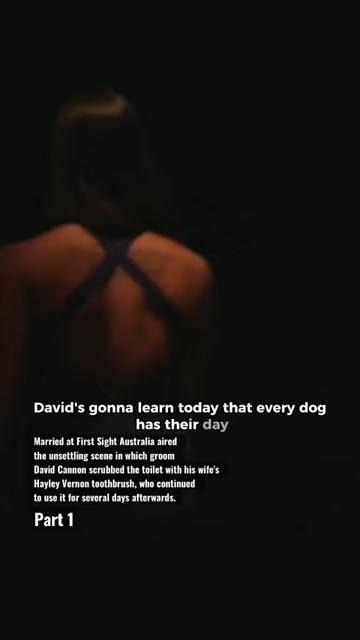 David's gonna learn today that every dog
has their day
Married at First Sight Australia aired
the unsettling scene in which groom
David Cannon scrubbed the toilet with his wife's
Hayley Vernon toothbrush, who continued
to use it for several days afterwards.
Part 1